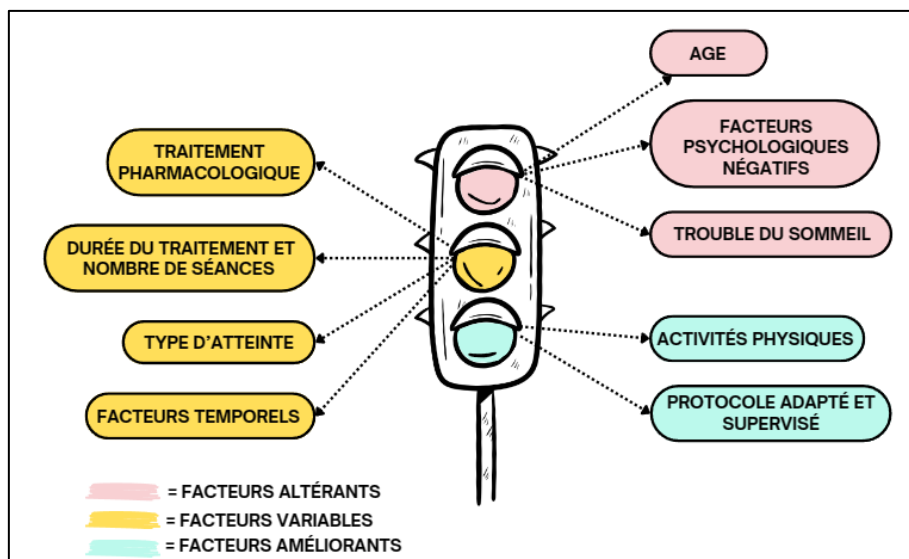 AGE
FACTEURS
PSYCHOLOGIQUES
NÉGATIFS
TROUBLE DU SOMMEIL
TRAITEMENT
PHARMACOLOGIQUE
DURÉE DU TRAITEMENT ET
NOMBRE DE SÉANCES
TYPE D'ATTEINTE
FACTEURS TEMPORELS
ACTIVITÉS PHYSIQUES
PROTOCOLE ADAPTÉ ET
SUPERVISÉ
= FACTEURS ALTÉRANTS
= FACTEURS VARIABLES
= FACTEURS AMÉLIORANTS